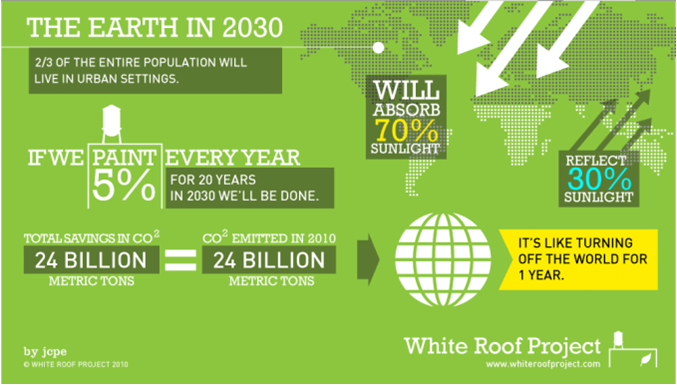 THE EARTH IN 2030
2/3 OF THE ENTIRE POPULATION WILL
LIVE IN URBAN SETTINGS.
WILL
ABSORB
70%
SUNLIGHT
REFLECT
30%
SUNLIGHT
IF WE PAINT EVERY YEAR
5%
FOR 20 YEARS
IN 2030 WE'LL BE DONE.
TOTAL SAVINGS IN CO²
24 BILLION
METRIC TONS
=
CO² EMITTED IN 2010
24 BILLION
METRIC TONS
IT'S LIKE TURNING
OFF THE WORLD FOR
1 YEAR.
by jcpe
© WHITE ROOF PROJECT 2010
White Roof Project
www.whiteroofproject.com